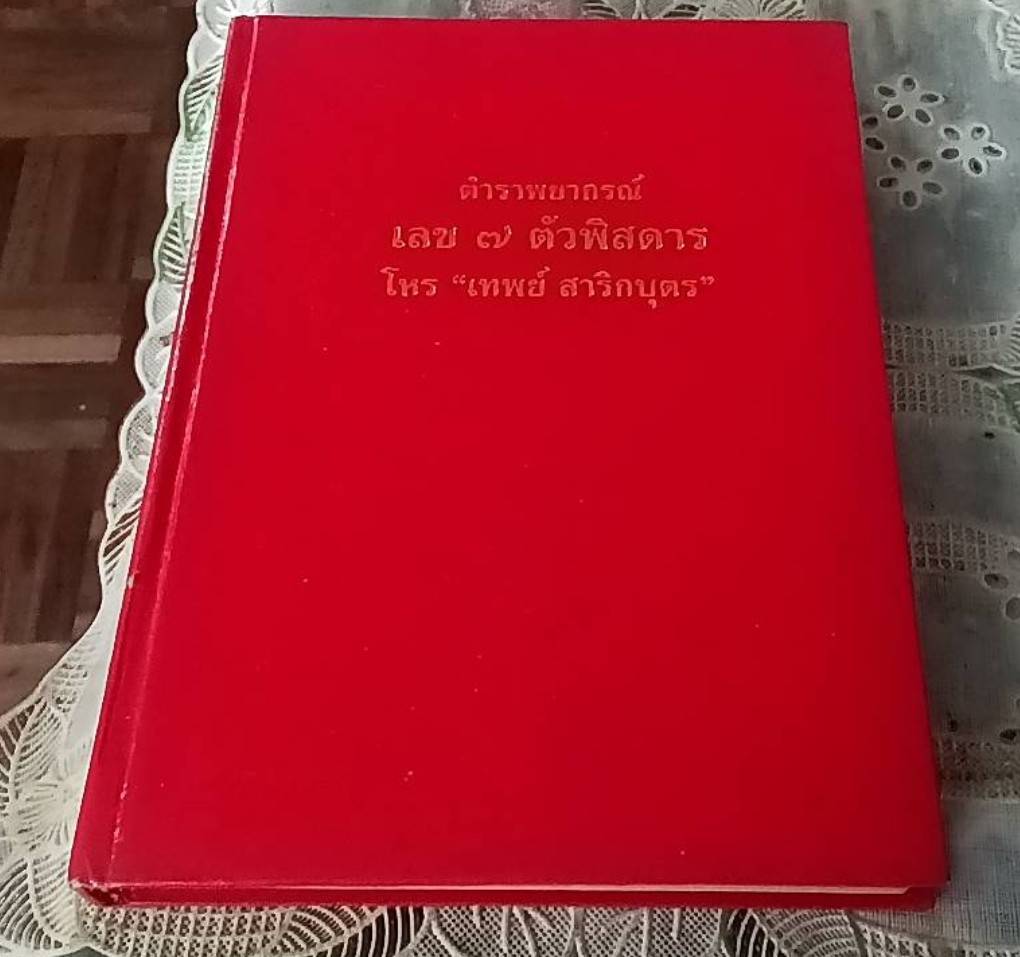 ตำราพยากรณ์
เลข ๗ ตัวพิสดาร
โหร “เทพย์ สาริกบุตร”